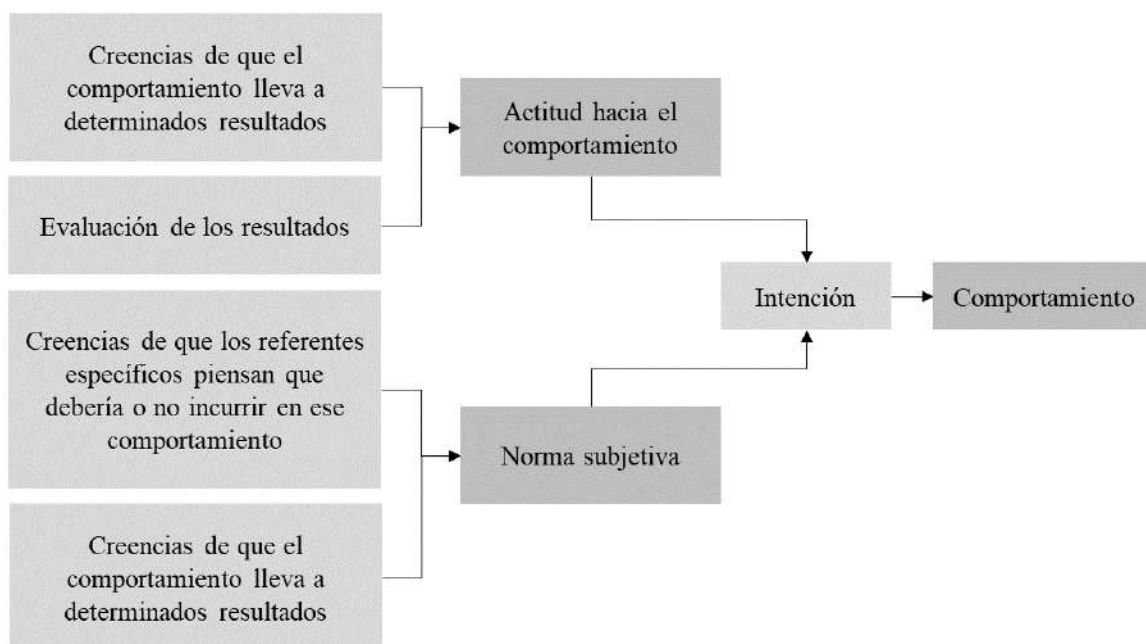 Creencias de que el
comportamiento lleva a
determinados resultados
Evaluación de los resultados
Creencias de que los referentes
específicos piensan que
debería o no incurrir en ese
comportamiento
Creencias de que el
comportamiento lleva a
determinados resultados
Actitud hacia el
comportamiento
Norma subjetiva
Intención
Comportamiento